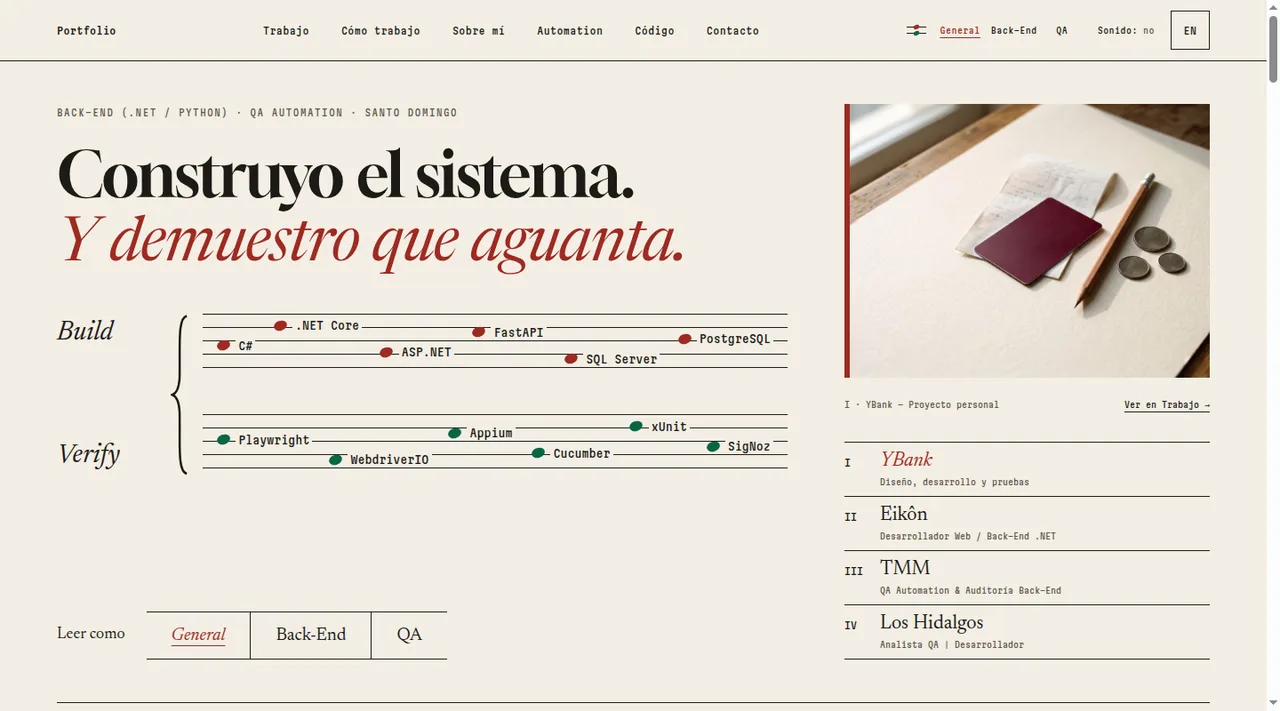 Portfolio
Trabajo Cómo trabajo Sobre mí Automation Código Contacto
General Back-End QA
Sonido: no
EN
BACK-END (.NET / PYTHON) · QA AUTOMATION · SANTO DOMINGO
Construyo el sistema.
Y demuestro que aguanta.
Build
.NET Core
FastAPI
PostgreSQL
C#
ASP.NET
SQL Server
Verify
xUnit
Playwright
Appium
SigNoz
WebdriverIO
Cucumber
Leer como
General
Back-End
QA
I · YBank — Proyecto personal
Ver en Trabajo →
I YBank
Diseño, desarrollo y pruebas
II Eikôn
Desarrollador Web / Back-End .NET
III TMM
QA Automation & Auditoría Back-End
IV Los Hidalgos
Analista QA | Desarrollador